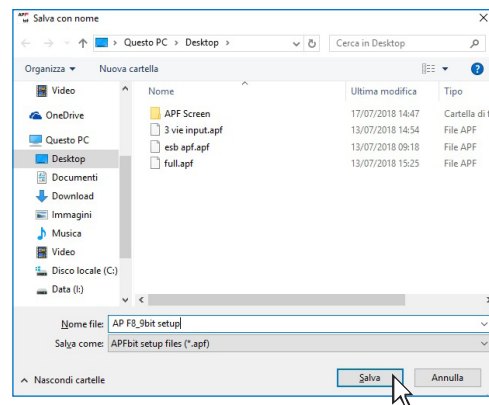 Salva con nome
Questo PC > Desktop >
Cerca in Desktop
Organizza
Nuova cartella
Nome
Ultima modifica
Tipo
Video
OneDrive
Questo PC
Desktop
Documenti
Download
Immagini
Musica
Video
Disco locale (C:)
Data (I:)
APF Screen 17/07/2018 14:47 Cartella di f
3 vie input.apf 13/07/2018 14:54 File APF
esb apf.apf 13/07/2018 09:18 File APF
full.apf 13/07/2018 15:25 File APF
Nome file: AP F8_9bit setup
Salva come: APFbit setup files (*.apf)
Nascondi cartelle
Salva
Annulla